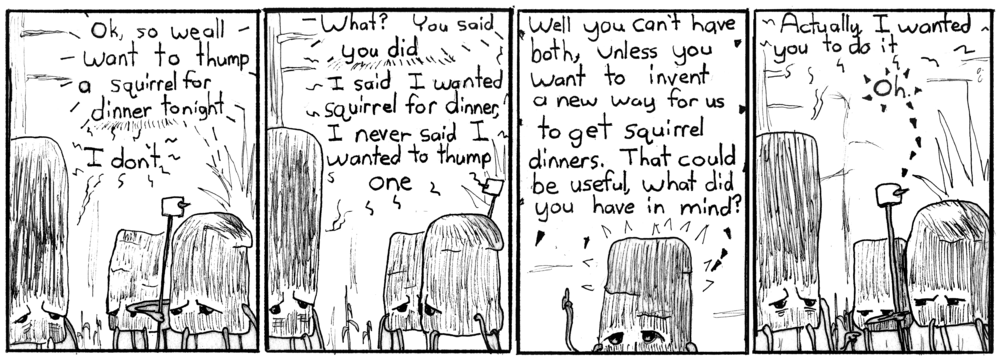 Ok, so we all
want to thump
a squirrel for
dinner tonight.
I don't.
What? You said
you did
I said I wanted
squirrel for dinner,
I never said I
wanted to thump
one
Well you can't have
both, unless you
want to invent
a new way for us
to get squirrel
dinners. That could
be useful, what did
you have in mind?
Actually I wanted
you to do it
Oh.